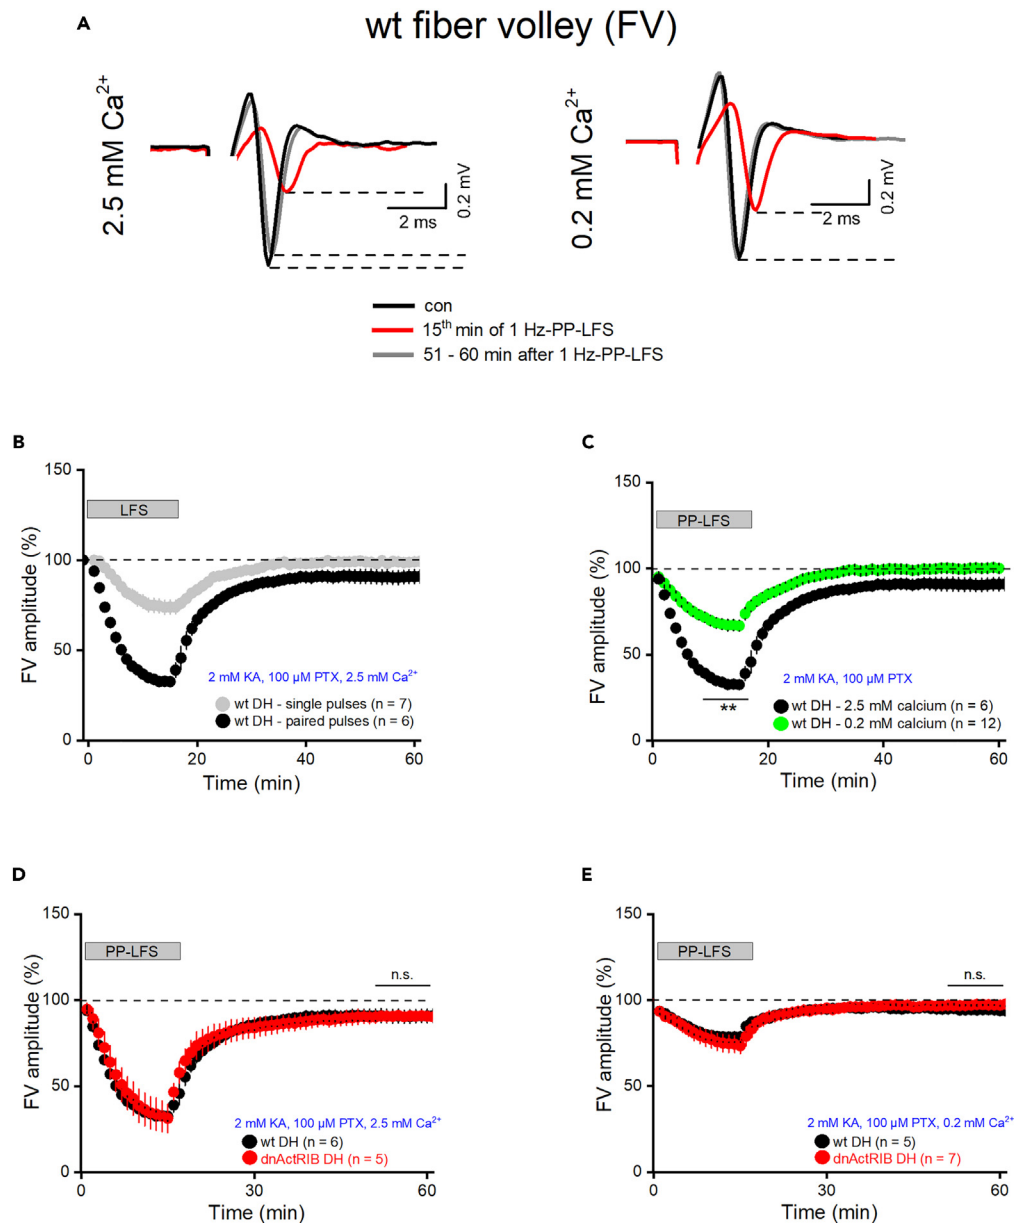 A
wt fiber volley (FV)
2.5 mM Ca²⁺
0.2 mV
2 ms
0.2 mM Ca²⁺
0.2 mV
2 ms
con
15ᵗʰ min of 1 Hz-PP-LFS
51 - 60 min after 1 Hz-PP-LFS
B
FV amplitude (%)
150
100
50
0
LFS
2 mM KA, 100 µM PTX, 2.5 mM Ca²⁺
wt DH - single pulses (n = 7)
wt DH - paired pulses (n = 6)
0 20 40 60
Time (min)
C
FV amplitude (%)
150
100
50
0
PP-LFS
**
2 mM KA, 100 µM PTX
wt DH - 2.5 mM calcium (n = 6)
wt DH - 0.2 mM calcium (n = 12)
0 20 40 60
Time (min)
D
FV amplitude (%)
150
100
50
0
PP-LFS
n.s.
2 mM KA, 100 µM PTX, 2.5 mM Ca²⁺
wt DH (n = 6)
dnActRIB DH (n = 5)
0 30 60
Time (min)
E
FV amplitude (%)
150
100
50
0
PP-LFS
n.s.
2 mM KA, 100 µM PTX, 0.2 mM Ca²⁺
wt DH (n = 5)
dnActRIB DH (n = 7)
0 30 60
Time (min)